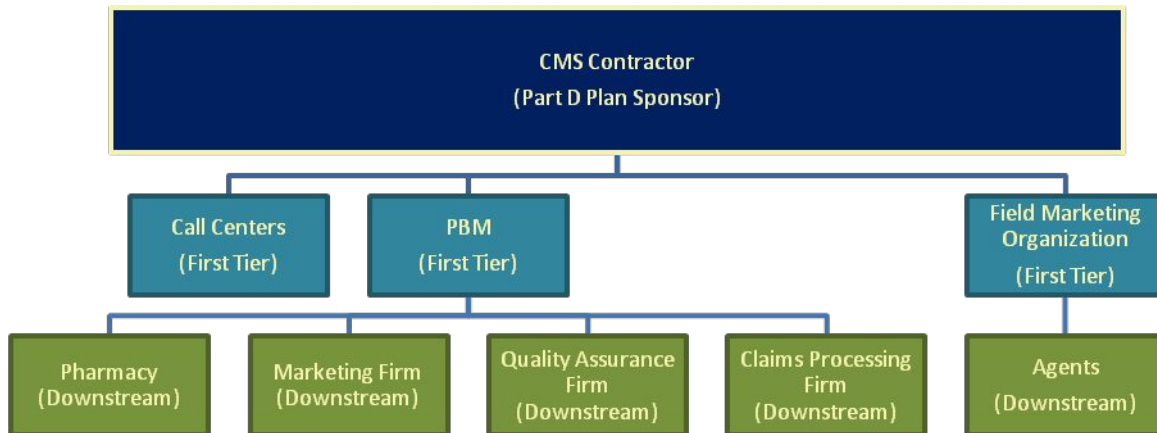 CMS Contractor
(Part D Plan Sponsor)
Call Centers
(First Tier)
PBM
(First Tier)
Field Marketing
Organization
(First Tier)
Pharmacy
(Downstream)
Marketing Firm
(Downstream)
Quality Assurance
Firm
(Downstream)
Claims Processing
Firm
(Downstream)
Agents
(Downstream)